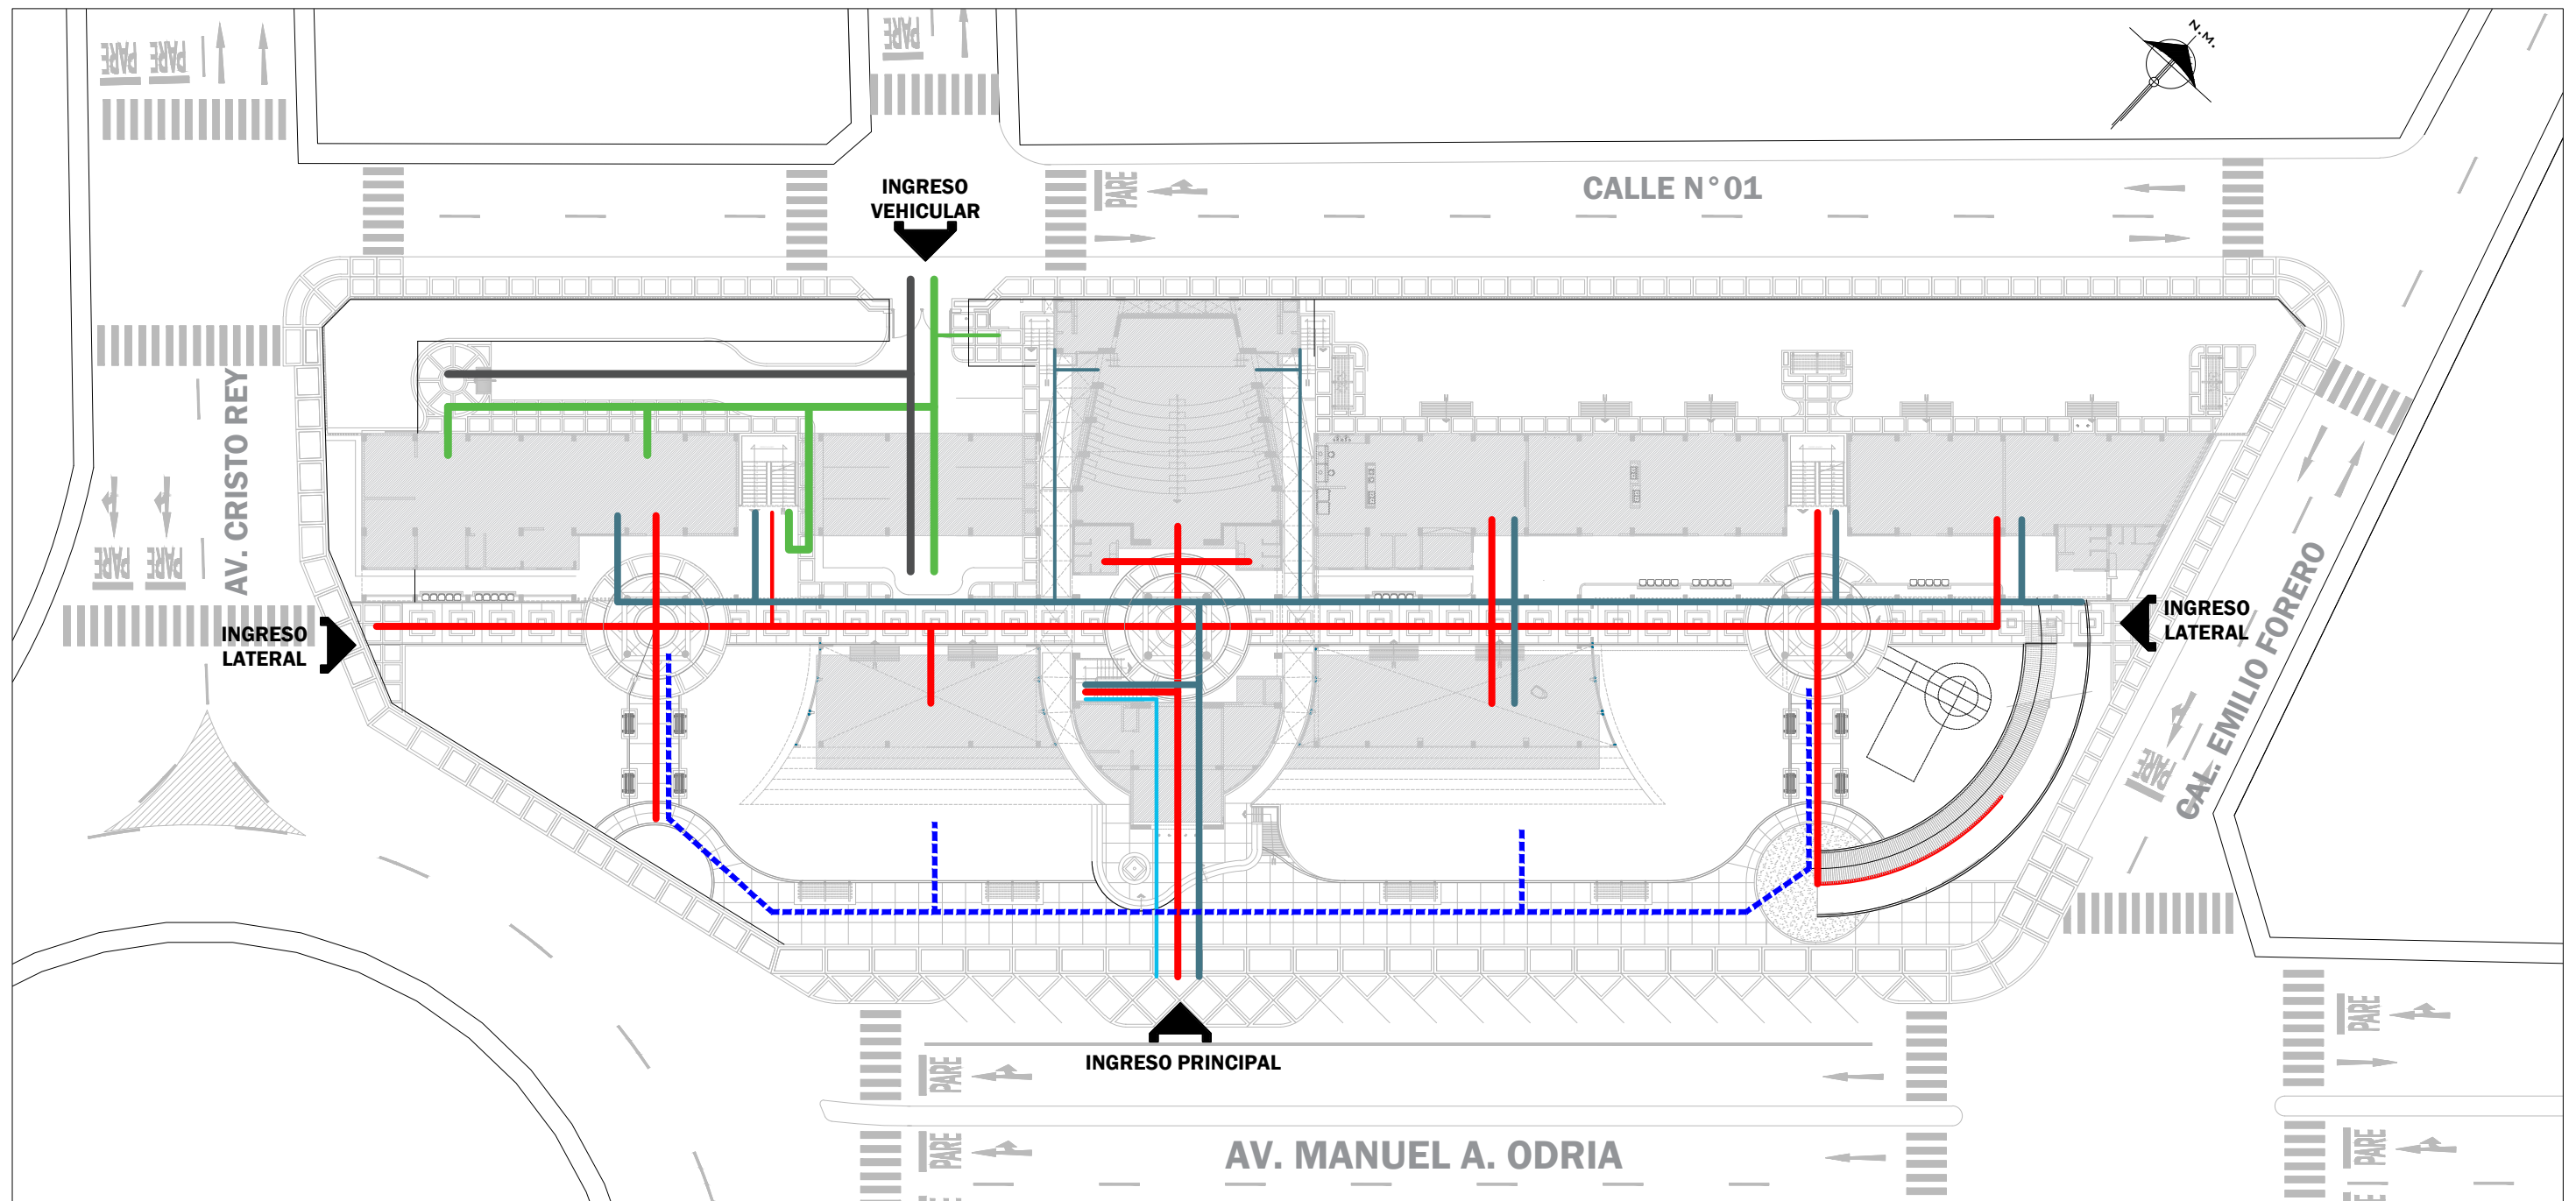 PARE PARE
PARE
N.M.
INGRESO
VEHICULAR
PARE
CALLE N°01
AV. CRISTO REY
PARE PARE
INGRESO
LATERAL
INGRESO
LATERAL
CAL. EMILIO FORERO
PARE
INGRESO PRINCIPAL
PARE
PARE
AV. MANUEL A. ODRIA
PARE
PARE